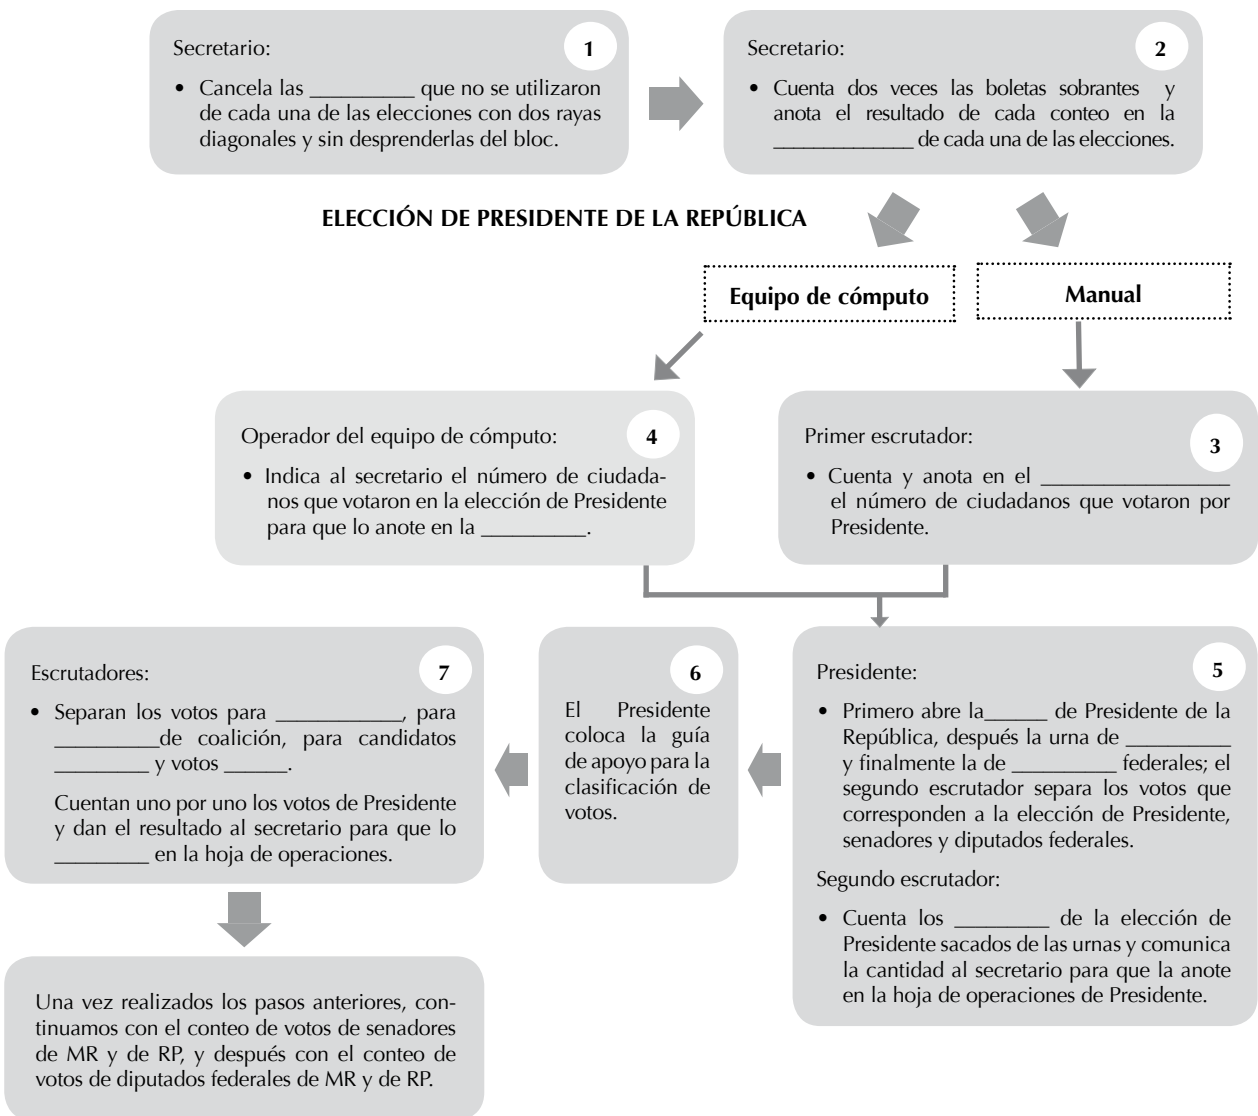 Secretario:
1
• Cancela las __________ que no se utilizaron
de cada una de las elecciones con dos rayas
diagonales y sin desprenderlas del bloc.
Secretario:
2
• Cuenta dos veces las boletas sobrantes y
anota el resultado de cada conteo en la
______________ de cada una de las elecciones.
ELECCIÓN DE PRESIDENTE DE LA REPÚBLICA
Equipo de cómputo
Manual
Operador del equipo de cómputo:
4
• Indica al secretario el número de ciudada-
nos que votaron en la elección de Presidente
para que lo anote en la __________.
Primer escrutador:
3
• Cuenta y anota en el __________________
el número de ciudadanos que votaron por
Presidente.
Presidente:
5
• Primero abre la______ de Presidente de la
República, después la urna de __________
y finalmente la de __________ federales; el
segundo escrutador separa los votos que
corresponden a la elección de Presidente,
senadores y diputados federales.
Segundo escrutador:
• Cuenta los _________ de la elección de
Presidente sacados de las urnas y comunica
la cantidad al secretario para que la anote
en la hoja de operaciones de Presidente.
6
El Presidente
coloca la guía
de apoyo para la
clasificación de
votos.
Escrutadores:
7
• Separan los votos para ____________, para
__________de coalición, para candidatos
_________ y votos ______.
Cuentan uno por uno los votos de Presidente
y dan el resultado al secretario para que lo
_________ en la hoja de operaciones.
Una vez realizados los pasos anteriores, con-
tinuamos con el conteo de votos de senadores
de MR y de RP, y después con el conteo de
votos de diputados federales de MR y de RP.